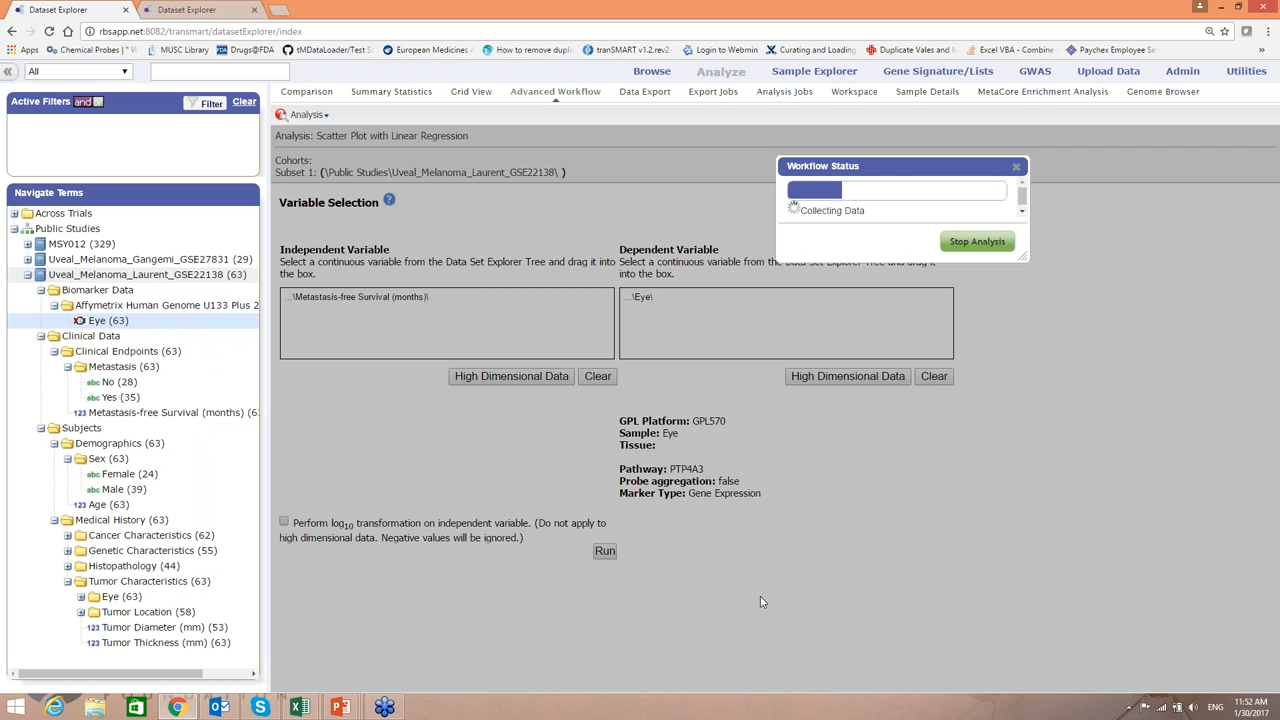 Dataset Explorer
Dataset Explorer
rbsapp.net:8082/transmart/datasetExplorer/index
Apps
Chemical Probes | "
MUSC Library
Drugs@FDA
tMDataLoader/Test St
European Medicines
How to remove duplic
tranSMART v1.2.rev2
Login to Webmin
Curating and Loading
Duplicate Vales and M
Excel VBA - Combine
Paychex Employee Se
All
Browse
Analyze
Sample Explorer
Gene Signature/Lists
GWAS
Upload Data
Admin
Utilities
Active Filters and by
Filter
Clear
Comparison
Summary Statistics
Grid View
Advanced Workflow
Data Export
Export Jobs
Analysis Jobs
Workspace
Sample Details
MetaCore Enrichment Analysis
Genome Browser
Analysis
Analysis: Scatter Plot with Linear Regression
Cohorts:
Subset 1: (\Public Studies\Uveal_Melanoma_Laurent_GSE22138\ )
Workflow Status
Collecting Data
Stop Analysis
Navigate Terms
Across Trials
Public Studies
MSY012 (329)
Uveal_Melanoma_Gangemi_GSE27831 (29)
Uveal_Melanoma_Laurent_GSE22138 (63)
Biomarker Data
Affymetrix Human Genome U133 Plus 2
Eye (63)
Clinical Data
Clinical Endpoints (63)
Metastasis (63)
No (28)
Yes (35)
Metastasis-free Survival (months) (6
Subjects
Demographics (63)
Sex (63)
Female (24)
Male (39)
Age (63)
Medical History (63)
Cancer Characteristics (62)
Genetic Characteristics (55)
Histopathology (44)
Tumor Characteristics (63)
Eye (63)
Tumor Location (58)
Tumor Diameter (mm) (53)
Tumor Thickness (mm) (63)
Variable Selection
Independent Variable
Select a continuous variable from the Data Set Explorer Tree and drag it into
the box.
...\Metastasis-free Survival (months)\
High Dimensional Data
Clear
Dependent Variable
Select a continuous variable from the Data Set Explorer Tree and drag it
into the box.
...\Eye\
High Dimensional Data
Clear
GPL Platform: GPL570
Sample: Eye
Tissue:
Pathway: PTP4A3
Probe aggregation: false
Marker Type: Gene Expression
Perform log10 transformation on independent variable. (Do not apply to
high dimensional data. Negative values will be ignored.)
Run
ENG
11:52 AM
1/30/2017